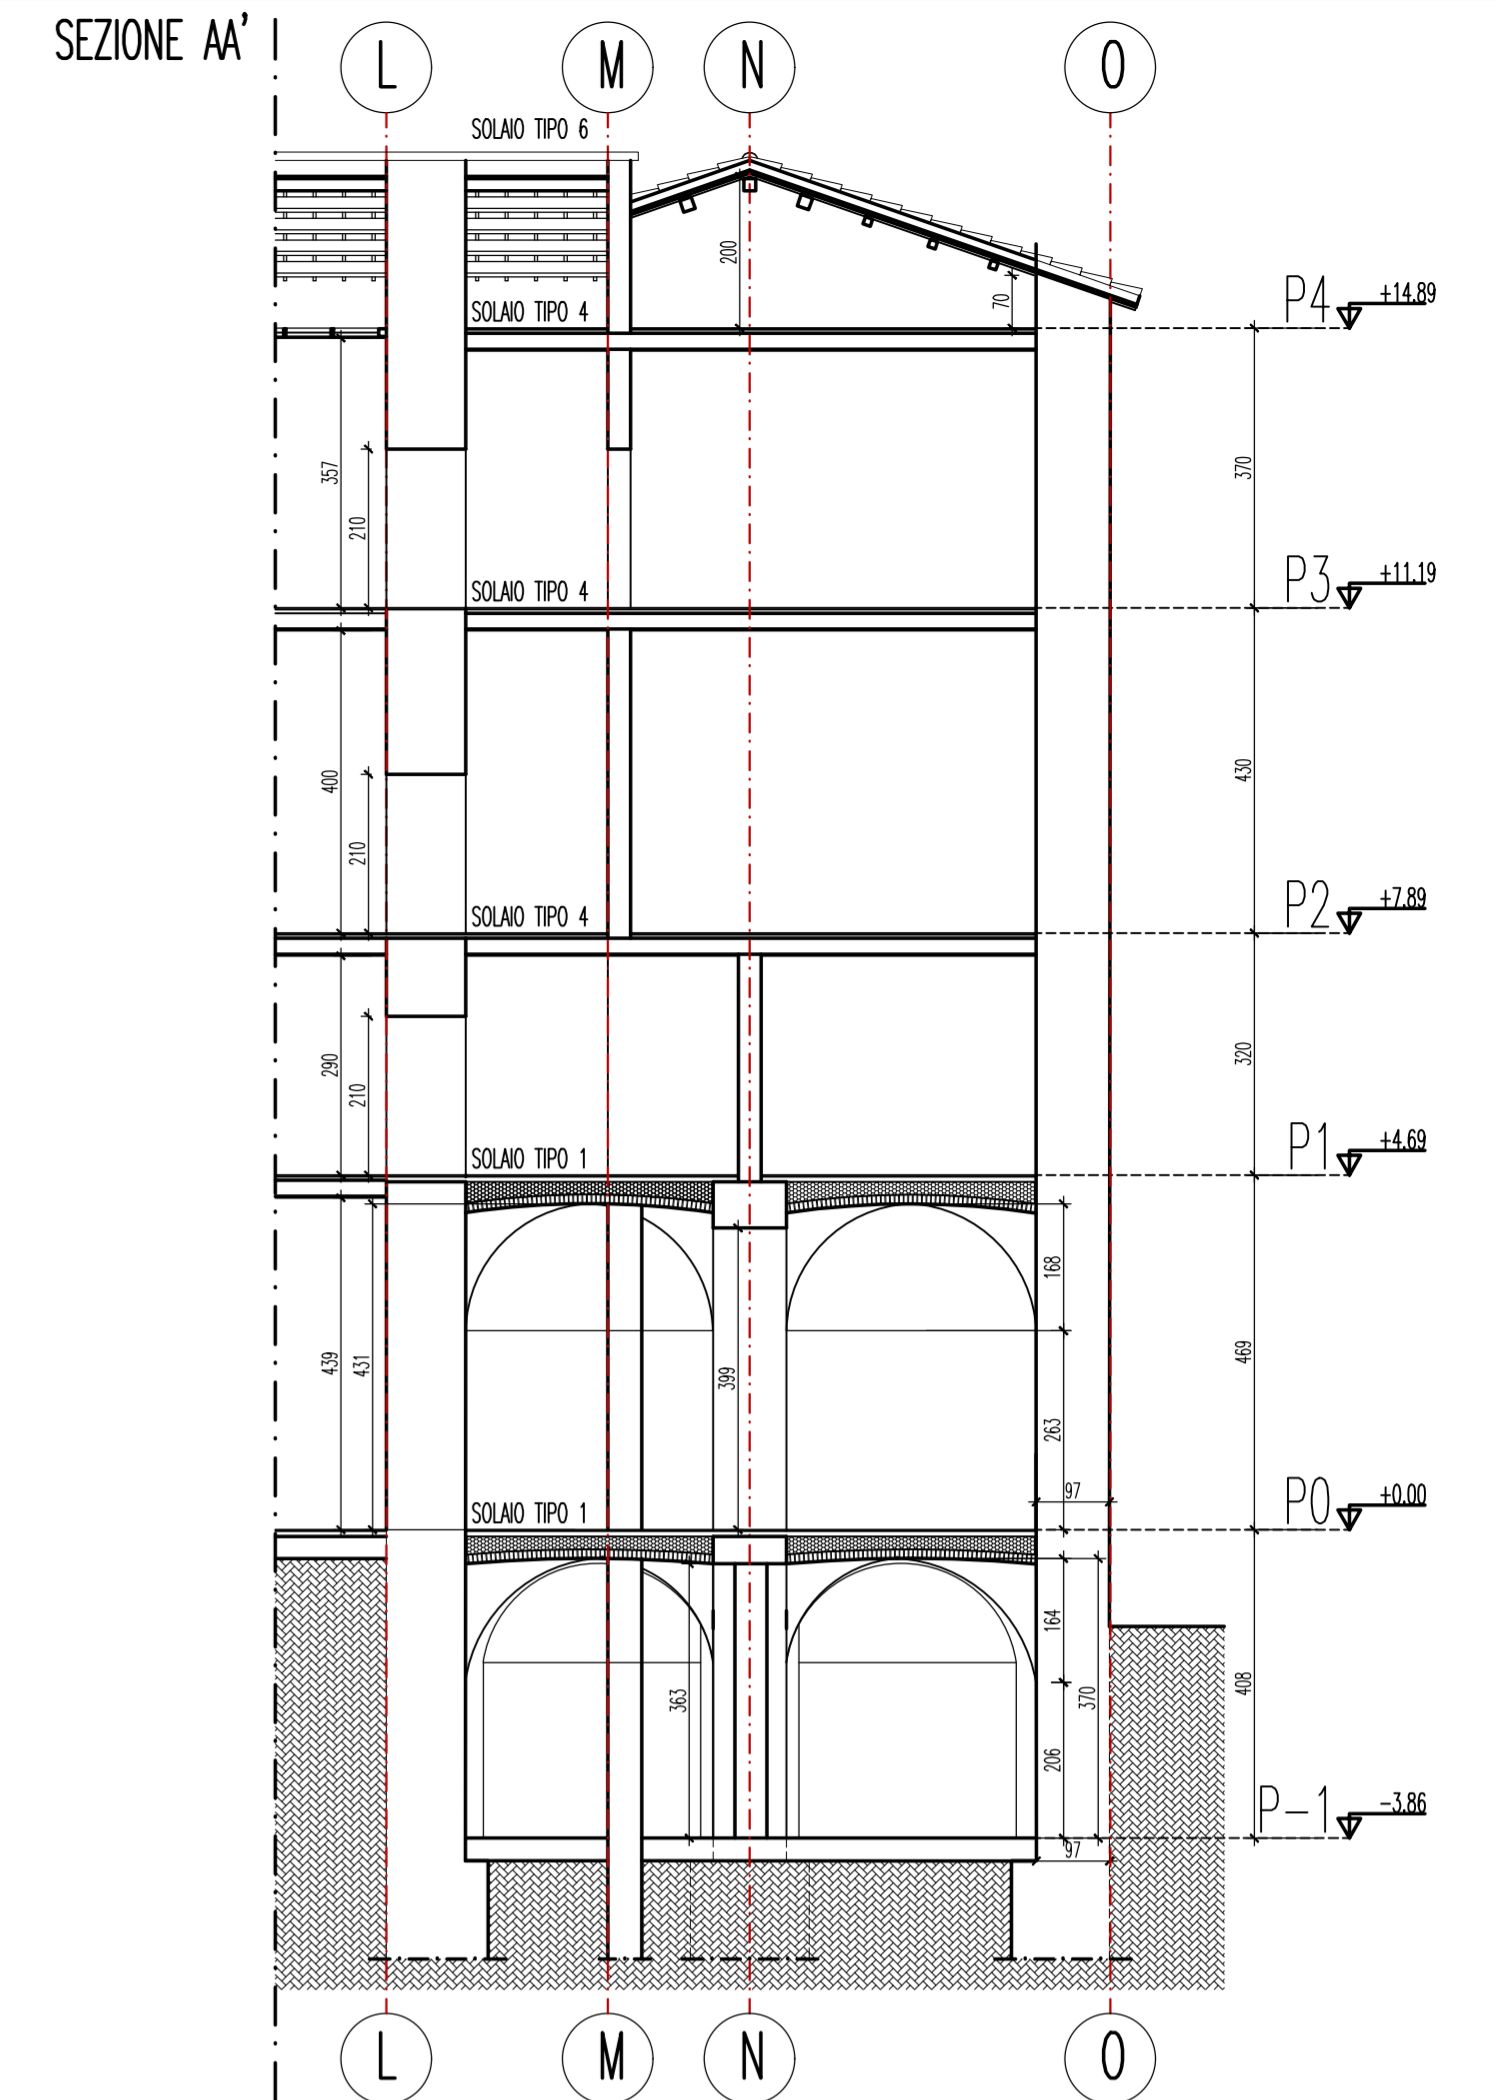 SEZIONE AA'
L M N O
SOLAIO TIPO 6
200
70
SOLAIO TIPO 4
P4 +14.89
357
210
370
SOLAIO TIPO 4
P3 +11.19
400
210
430
SOLAIO TIPO 4
P2 +7.89
290
210
320
SOLAIO TIPO 1
P1 +4.69
439
431
399
168
263
469
97
SOLAIO TIPO 1
P0 +0.00
363
164
206
370
408
97
P-1 -3.86
L M N O